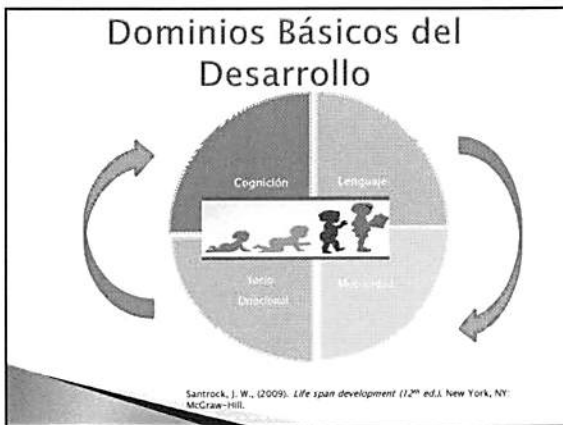 Dominios Básicos del
Desarrollo
Cognición
Lenguaje
Socio
Emocional
Motricidad
Santrock, J. W., (2009). Life span development (12th ed.). New York, NY:
McGraw-Hill.